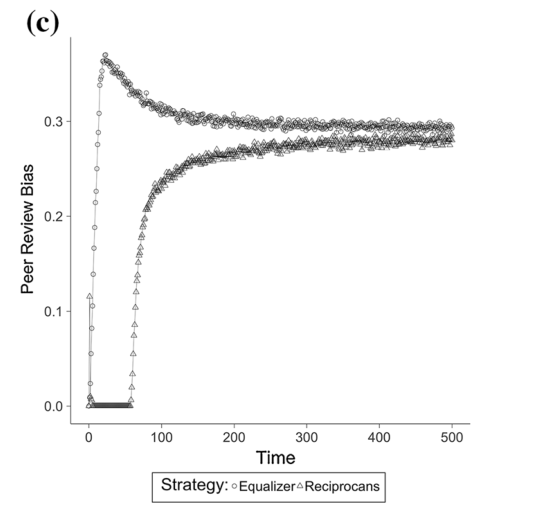 (c)
Peer Review Bias
0.3
0.2
0.1
0.0
0 100 200 300 400 500
Time
Strategy: Equalizer Reciprocans